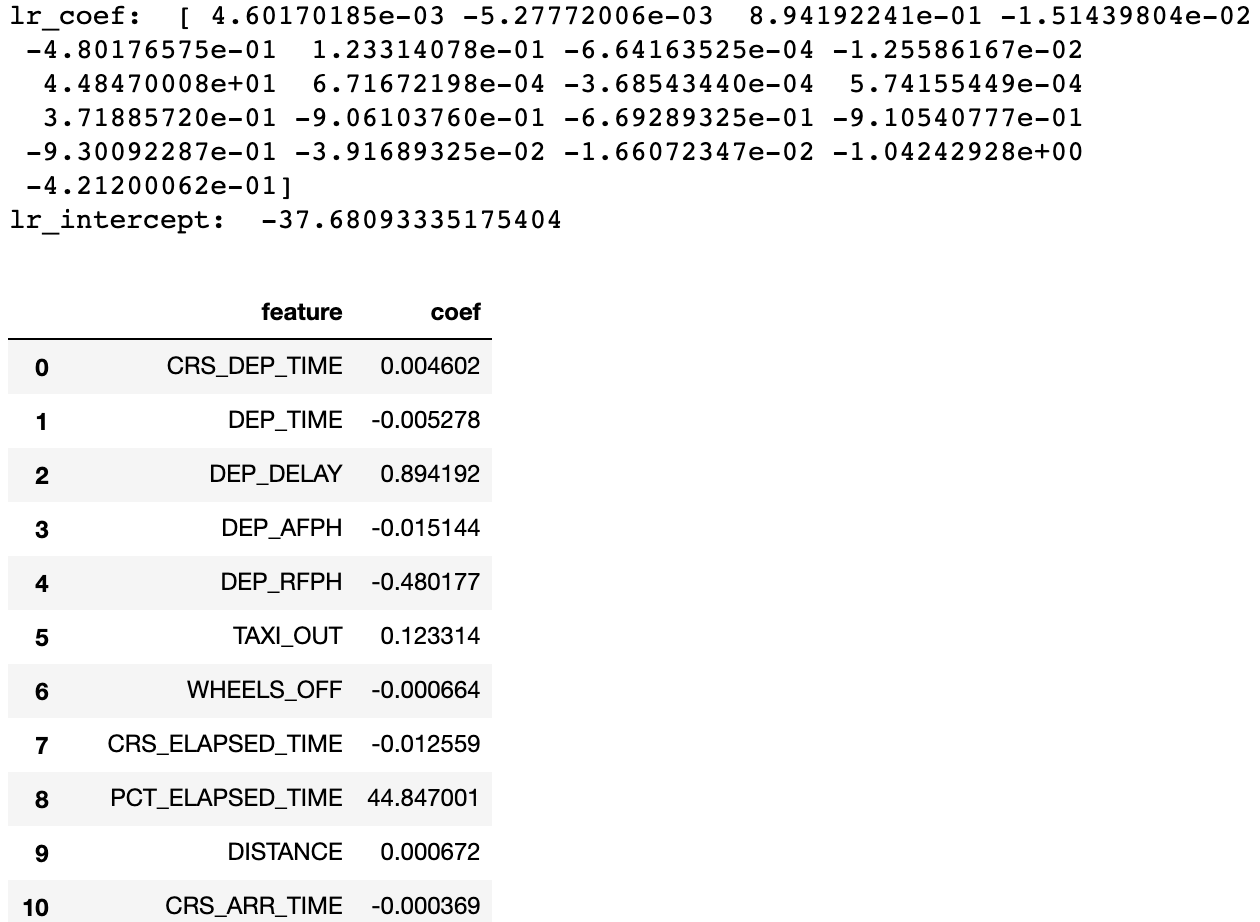 lr_coef:  [ 4.60170185e-03 -5.27772006e-03  8.94192241e-01 -1.51439804e-02
 -4.80176575e-01  1.23314078e-01 -6.64163525e-04 -1.25586167e-02
  4.48470008e+01  6.71672198e-04 -3.68543440e-04  5.74155449e-04
  3.71885720e-01 -9.06103760e-01 -6.69289325e-01 -9.10540777e-01
 -9.30092287e-01 -3.91689325e-02 -1.66072347e-02 -1.04242928e+00
 -4.21200062e-01]
lr_intercept:  -37.68093335175404
feature coef
0 CRS_DEP_TIME 0.004602
1 DEP_TIME -0.005278
2 DEP_DELAY 0.894192
3 DEP_AFPH -0.015144
4 DEP_RFPH -0.480177
5 TAXI_OUT 0.123314
6 WHEELS_OFF -0.000664
7 CRS_ELAPSED_TIME -0.012559
8 PCT_ELAPSED_TIME 44.847001
9 DISTANCE 0.000672
10 CRS_ARR_TIME -0.000369